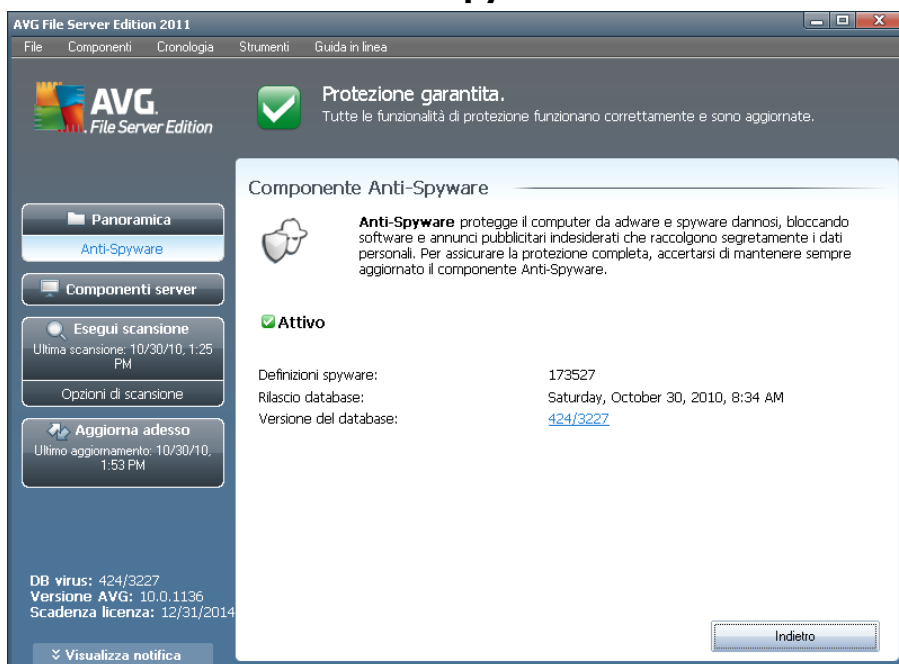 py
AVG File Server Edition 2011
File Componenti Cronologia Strumenti Guida in linea
AVG.
File Server Edition
Protezione garantita.
Tutte le funzionalità di protezione funzionano correttamente e sono aggiornate.
Panoramica
Anti-Spyware
Componenti server
Esegui scansione
Ultima scansione: 10/30/10, 1:25
PM
Opzioni di scansione
Aggiorna adesso
Ultimo aggiornamento: 10/30/10,
1:53 PM
DB virus: 424/3227
Versione AVG: 10.0.1136
Scadenza licenza: 12/31/2014
Visualizza notifica
Componente Anti-Spyware
Anti-Spyware protegge il computer da adware e spyware dannosi, bloccando
software e annunci pubblicitari indesiderati che raccolgono segretamente i dati
personali. Per assicurare la protezione completa, accertarsi di mantenere sempre
aggiornato il componente Anti-Spyware.
Attivo
Definizioni spyware: 173527
Rilascio database: Saturday, October 30, 2010, 8:34 AM
Versione del database: 424/3227
Indietro